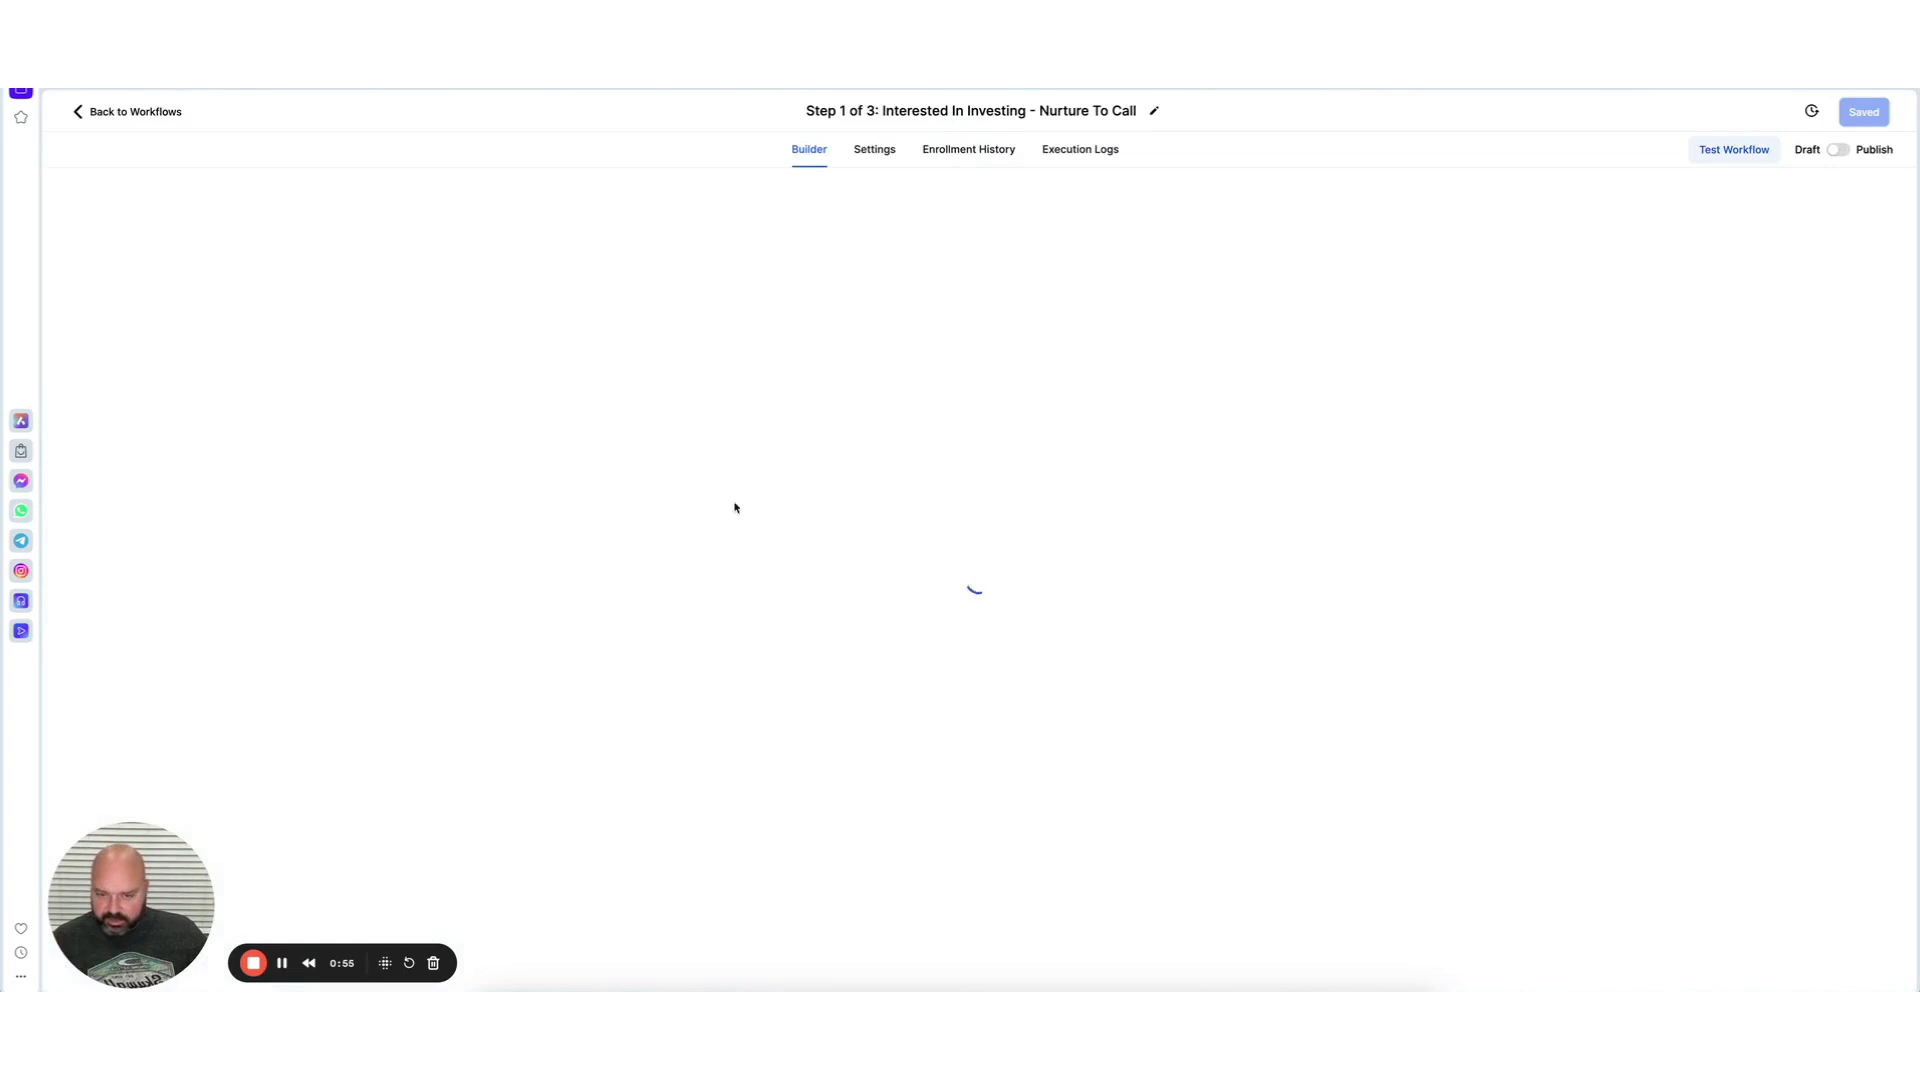 Back to Workflows
Step 1 of 3: Interested In Investing - Nurture To Call
Saved
Builder
Settings
Enrollment History
Execution Logs
Test Workflow
Draft
Publish
0:55